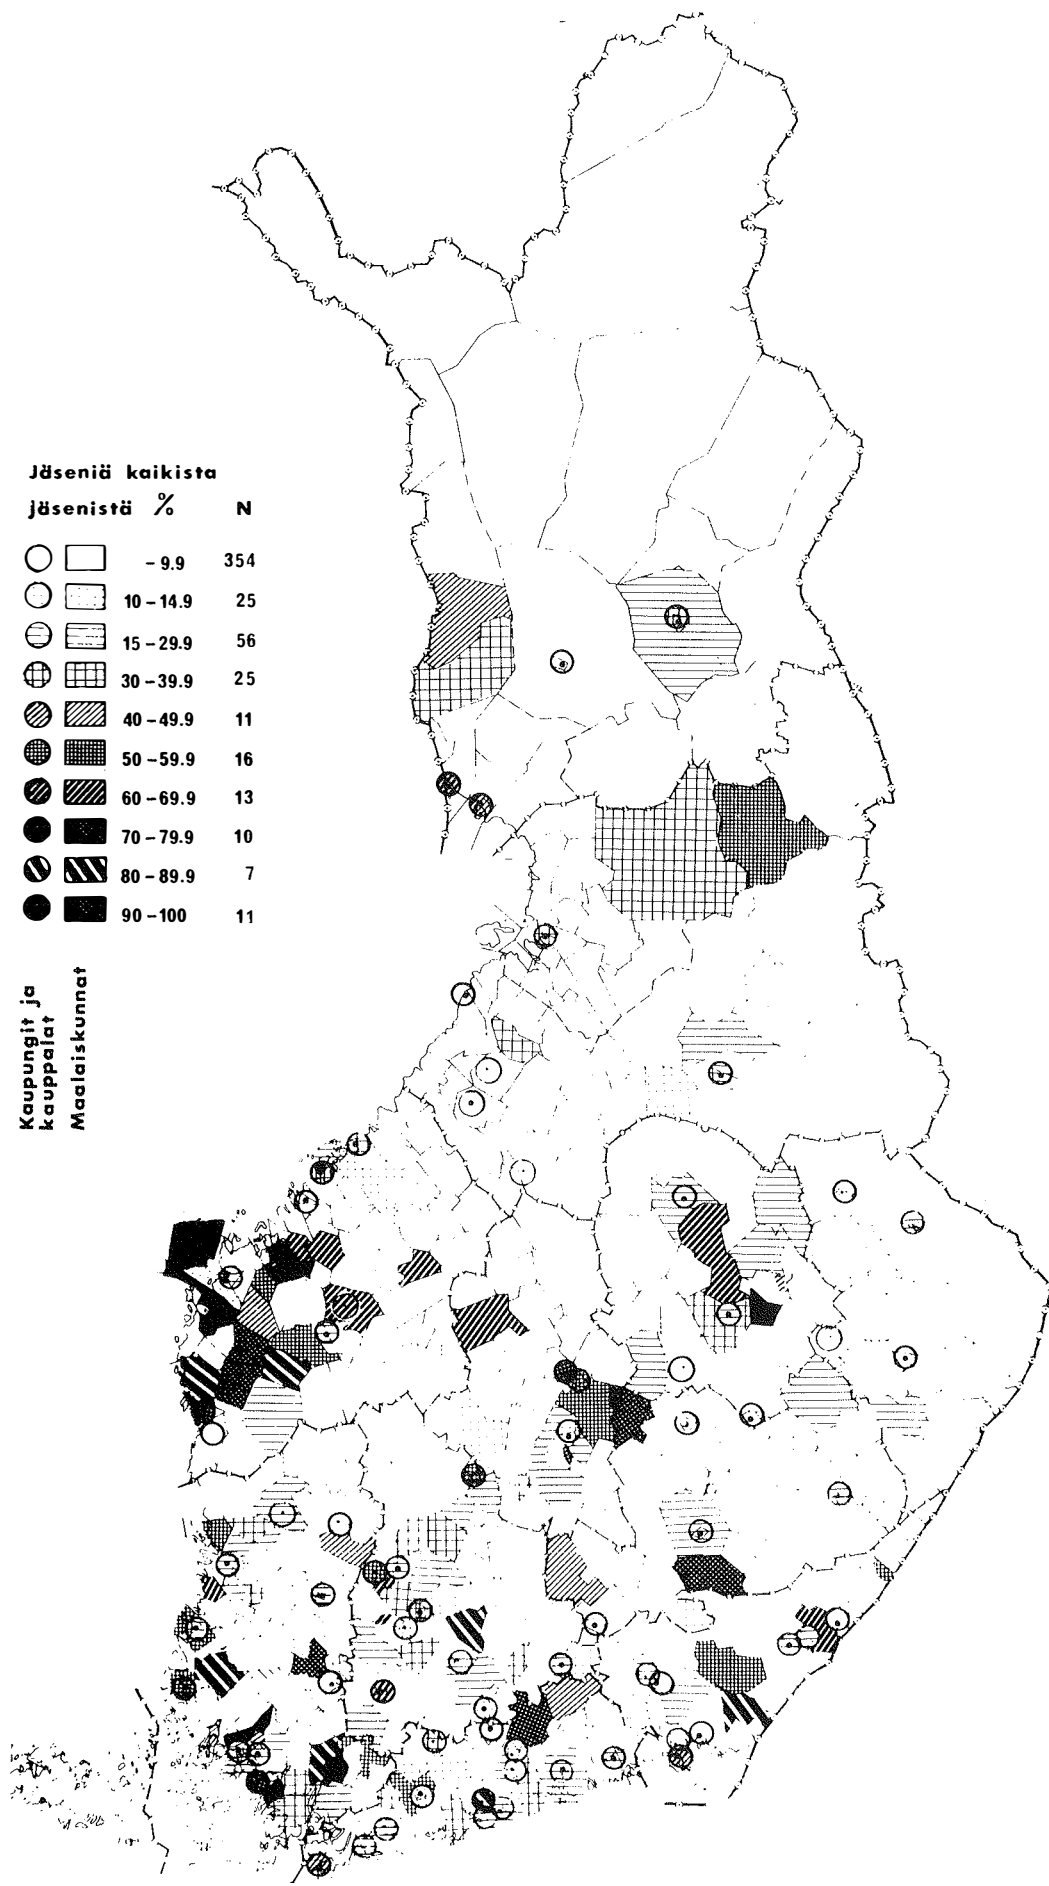 Jäseniä kaikista
jäsenistä % N
– 9.9 354
10 – 14.9 25
15 – 29.9 56
30 – 39.9 25
40 – 49.9 11
50 – 59.9 16
60 – 69.9 13
70 – 79.9 10
80 – 89.9 7
90 – 100 11
Kaupungit ja
kauppalat
Maalaiskunnat